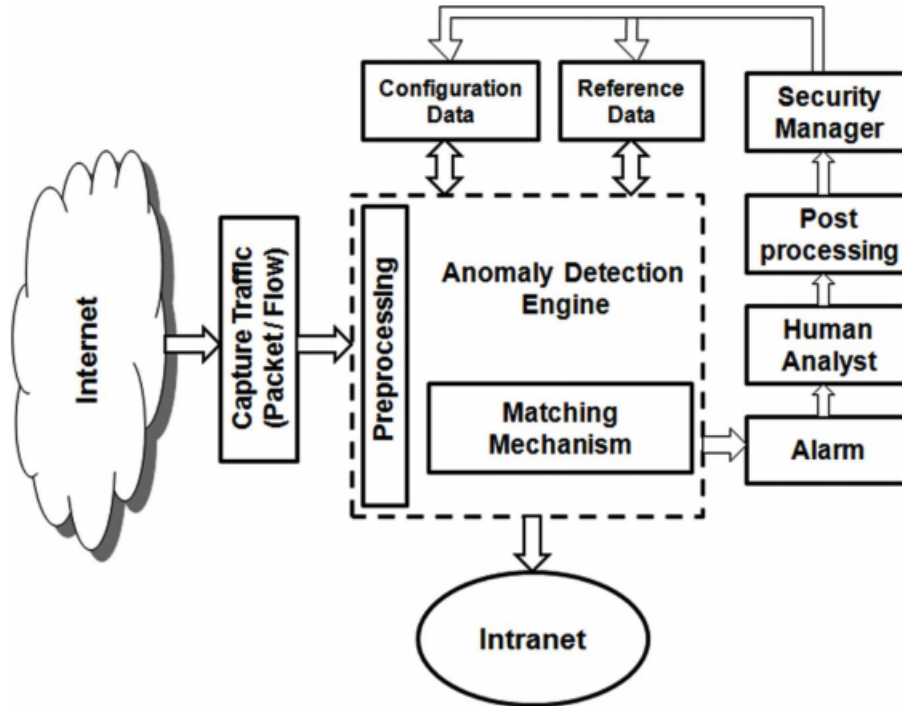 Internet
Capture Traffic
(Packet / Flow)
Configuration
Data
Reference
Data
Preprocessing
Anomaly Detection
Engine
Matching
Mechanism
Intranet
Security
Manager
Post
processing
Human
Analyst
Alarm